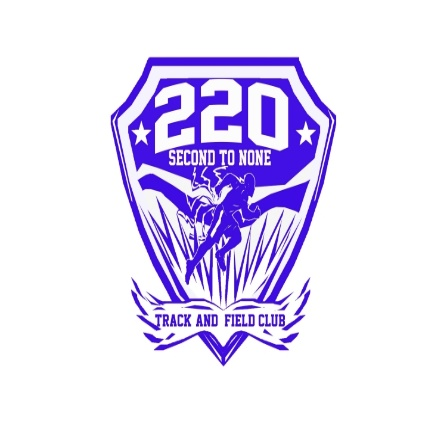 220
SECOND TO NONE
TRACK AND FIELD CLUB